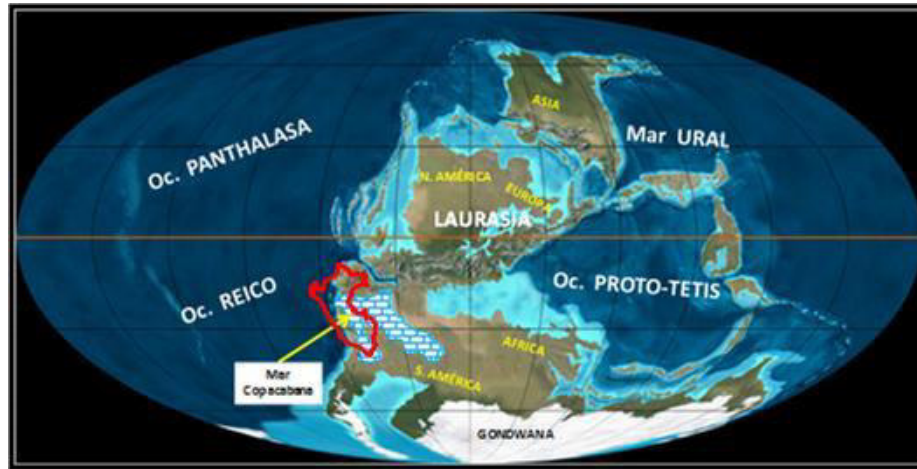 ASIA
Oc. PANTHALASA
Mar URAL
N. AMÉRICA
EUROPA
LAURASIA
Oc. REICO
Oc. PROTO-TETIS
AFRICA
Mar
Copacabana
S. AMÉRICA
GONDWANA